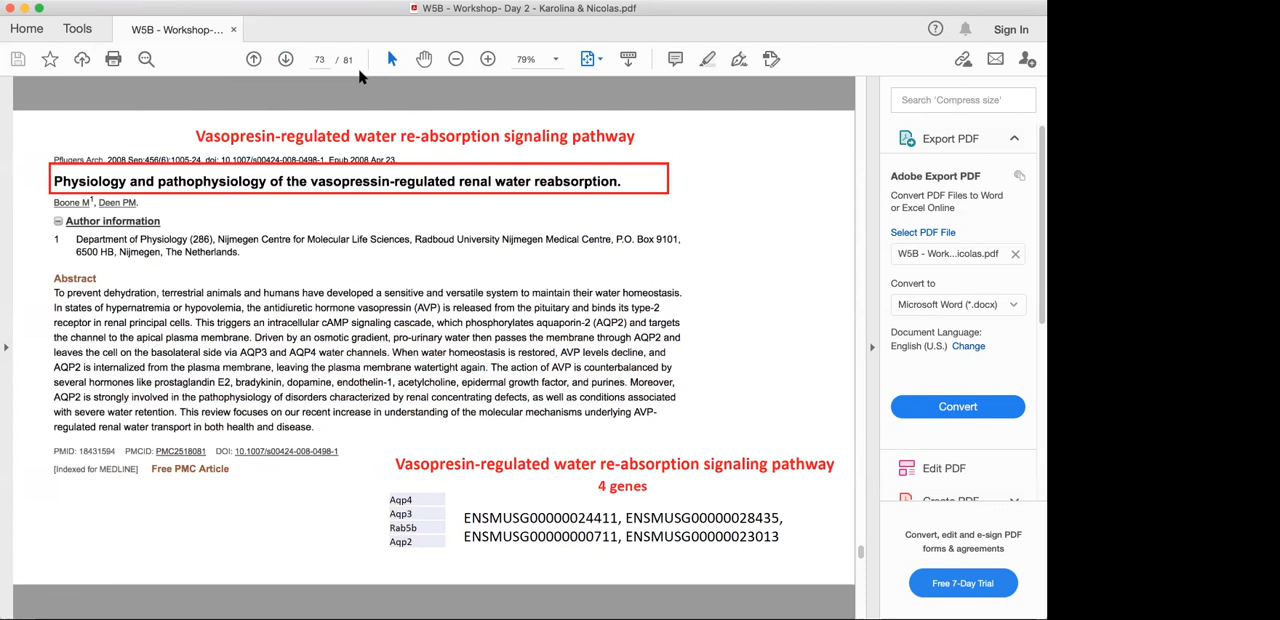 W5B - Workshop- Day 2 - Karolina & Nicolas.pdf
Home Tools W5B - Workshop-... × Sign In
73 / 81 79%
Vasopresin-regulated water re-absorption signaling pathway
Pflugers Arch. 2008 Sep;456(6):1005-24. doi: 10.1007/s00424-008-0498-1. Epub 2008 Apr 23.
Physiology and pathophysiology of the vasopressin-regulated renal water reabsorption.
Boone M1, Deen PM.
Author information
1 Department of Physiology (286), Nijmegen Centre for Molecular Life Sciences, Radboud University Nijmegen Medical Centre, P.O. Box 9101,
6500 HB, Nijmegen, The Netherlands.
Abstract
To prevent dehydration, terrestrial animals and humans have developed a sensitive and versatile system to maintain their water homeostasis.
In states of hypernatremia or hypovolemia, the antidiuretic hormone vasopressin (AVP) is released from the pituitary and binds its type-2
receptor in renal principal cells. This triggers an intracellular cAMP signaling cascade, which phosphorylates aquaporin-2 (AQP2) and targets
the channel to the apical plasma membrane. Driven by an osmotic gradient, pro-urinary water then passes the membrane through AQP2 and
leaves the cell on the basolateral side via AQP3 and AQP4 water channels. When water homeostasis is restored, AVP levels decline, and
AQP2 is internalized from the plasma membrane, leaving the plasma membrane watertight again. The action of AVP is counterbalanced by
several hormones like prostaglandin E2, bradykinin, dopamine, endothelin-1, acetylcholine, epidermal growth factor, and purines. Moreover,
AQP2 is strongly involved in the pathophysiology of disorders characterized by renal concentrating defects, as well as conditions associated
with severe water retention. This review focuses on our recent increase in understanding of the molecular mechanisms underlying AVP-
regulated renal water transport in both health and disease.
PMID: 18431594 PMCID: PMC2518081 DOI: 10.1007/s00424-008-0498-1
[Indexed for MEDLINE] Free PMC Article
Vasopresin-regulated water re-absorption signaling pathway
4 genes
Aqp4
Aqp3
Rab5b
Aqp2
ENSMUSG00000024411, ENSMUSG00000028435,
ENSMUSG00000000711, ENSMUSG00000023013
Search 'Compress size'
Export PDF
Adobe Export PDF
Convert PDF Files to Word
or Excel Online
Select PDF File
W5B - Work...icolas.pdf
Convert to
Microsoft Word (*.docx)
Document Language:
English (U.S.) Change
Convert
Edit PDF
Create PDF
Convert, edit and e-sign PDF
forms & agreements
Free 7-Day Trial